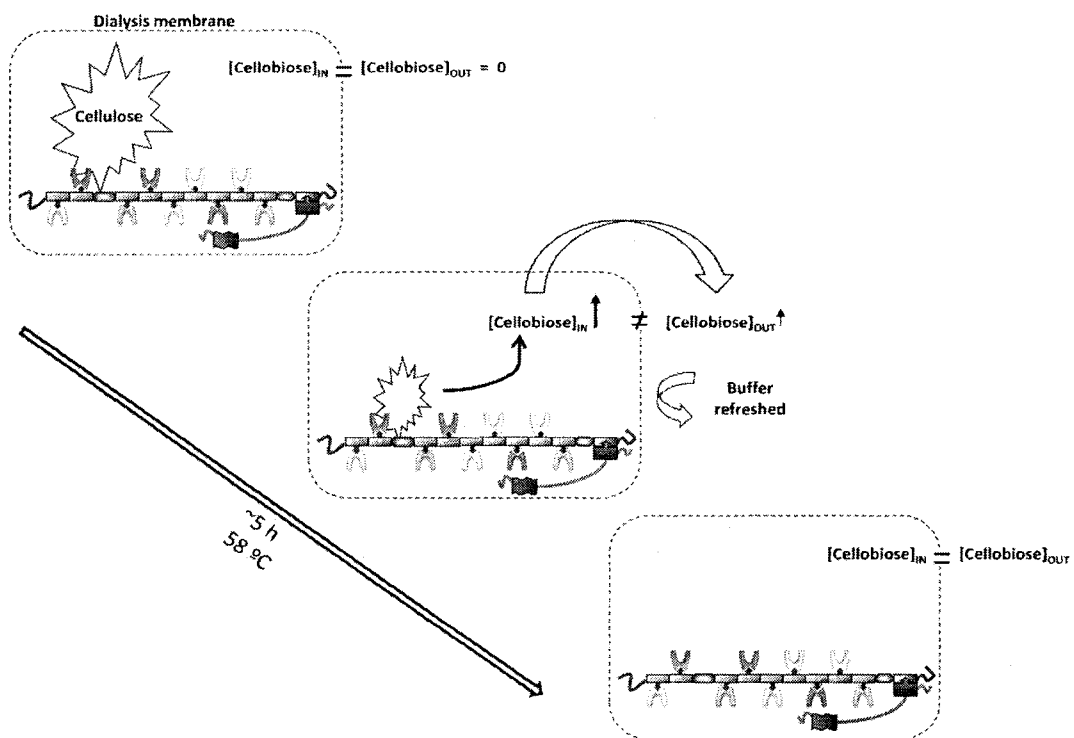 Dialysis membrane
[Cellobiose]IN = [Cellobiose]OUT = 0
Cellulose
[Cellobiose]IN ≠ [Cellobiose]OUT
Buffer
refreshed
~5 h
58 ºC
[Cellobiose]IN = [Cellobiose]OUT